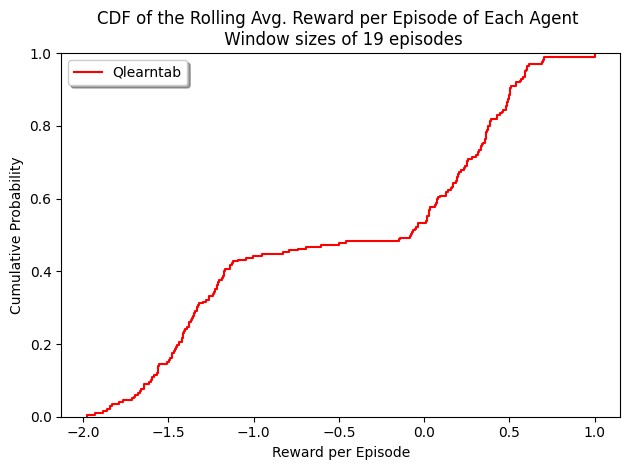 CDF of the Rolling Avg. Reward per Episode of Each Agent
Window sizes of 19 episodes
Qlearntab
1.0
0.8
0.6
0.4
0.2
0.0
Cumulative Probability
−2.0 −1.5 −1.0 −0.5 0.0 0.5 1.0
Reward per Episode